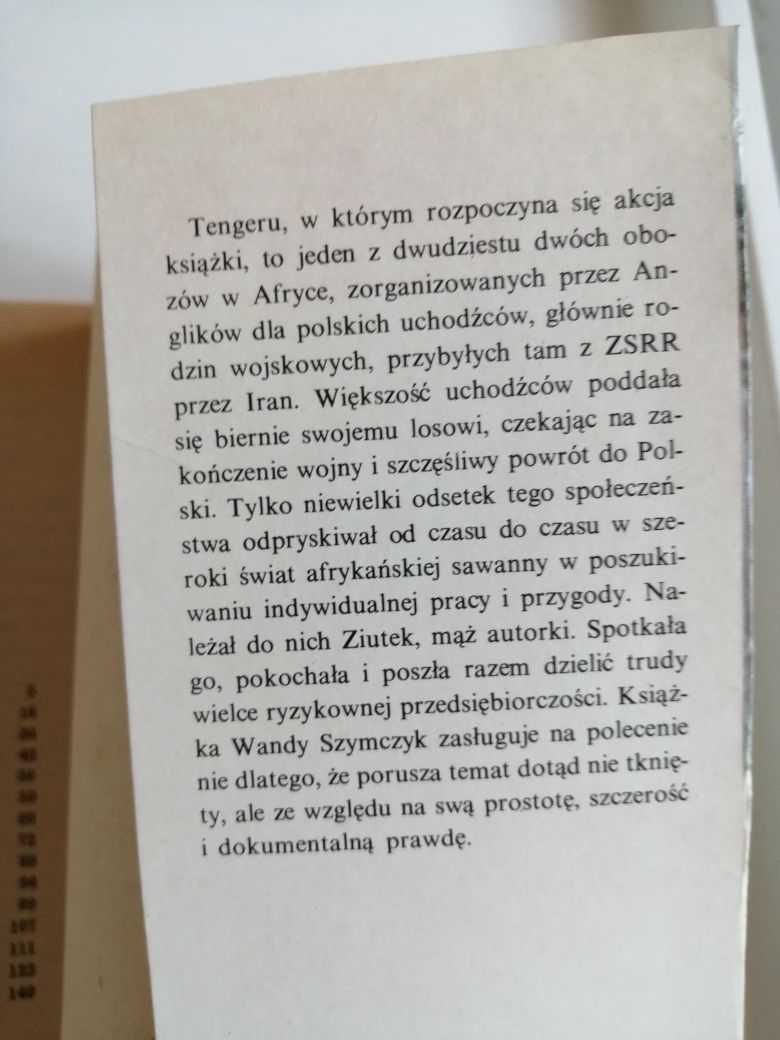 Tengeru, w którym rozpoczyna się akcja
książki, to jeden z dwudziestu dwóch obo-
zów w Afryce, zorganizowanych przez An-
glików dla polskich uchodźców, głównie ro-
dzin wojskowych, przybyłych tam z ZSRR
przez Iran. Większość uchodźców poddała
się biernie swojemu losowi, czekając na za-
kończenie wojny i szczęśliwy powrót do Pol-
ski. Tylko niewielki odsetek tego społeczeń-
stwa odpryskiwał od czasu do czasu w sze-
roki świat afrykańskiej sawanny w poszuki-
waniu indywidualnej pracy i przygody. Na-
leżał do nich Ziutek, mąż autorki. Spotkała
go, pokochała i poszła razem dzielić trudy
wielce ryzykownej przedsiębiorczości. Książ-
ka Wandy Szymczyk zasługuje na polecenie
nie dlatego, że porusza temat dotąd nie tknię-
ty, ale ze względu na swą prostotę, szczerość
i dokumentalną prawdę.
107
111
140